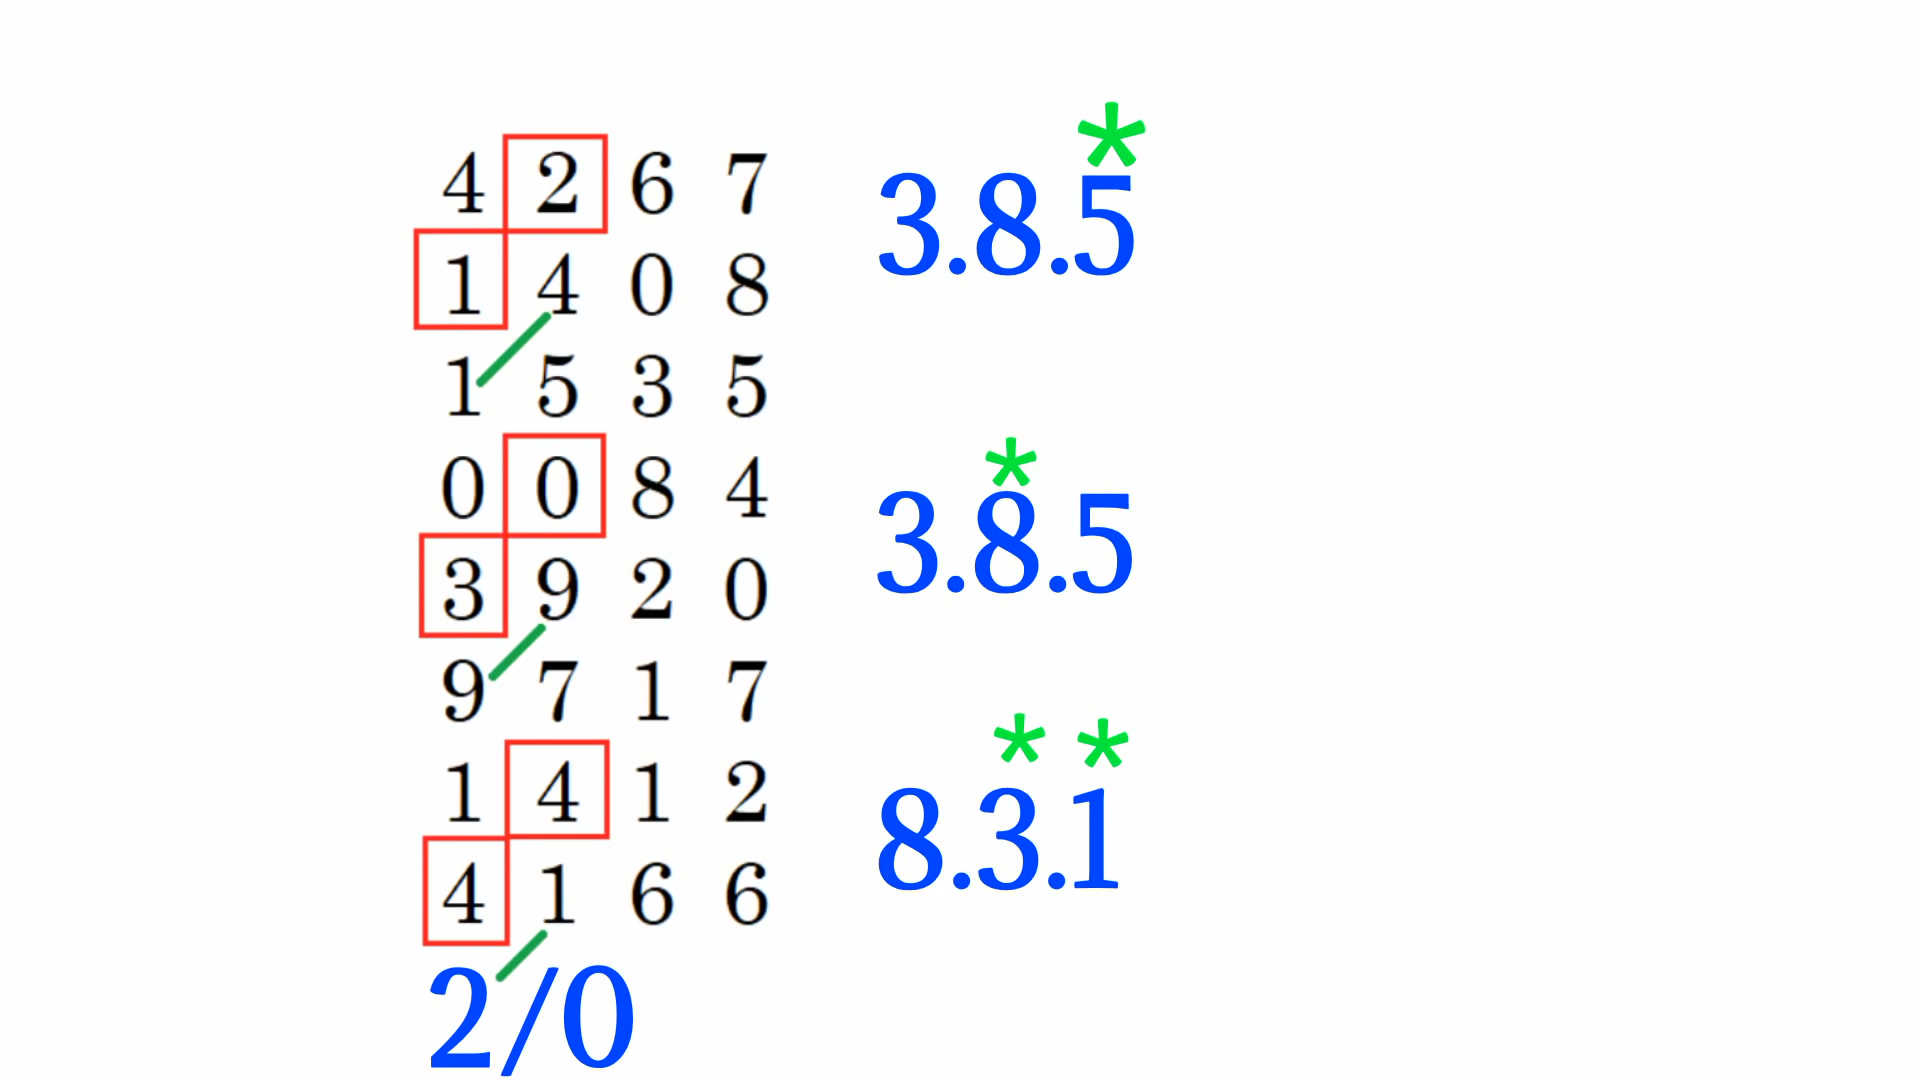 4 2 6 7
*
3.8.5
1 4 0 8
1 5 3 5
0 0 8 4
*
3.8.5
3 9 2 0
9 7 1 7
1 4 1 2
* *
8.3.1
4 1 6 6
2/0